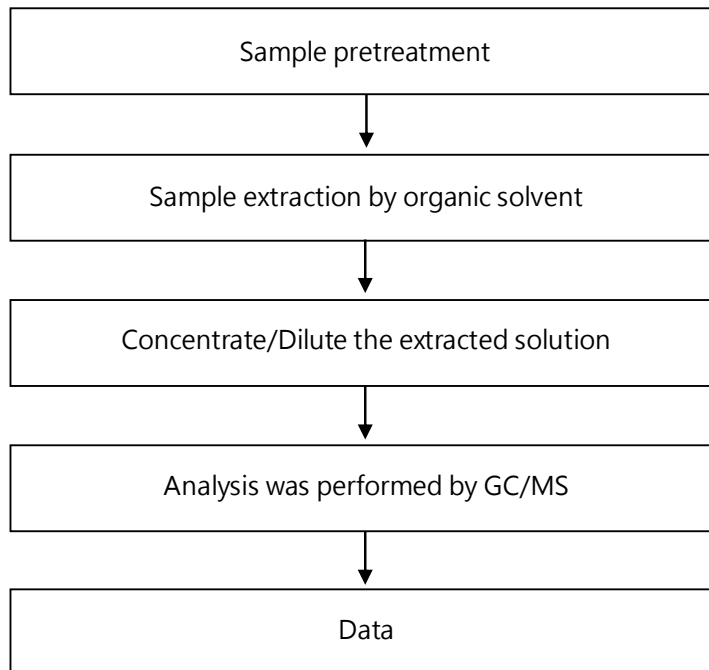 Sample pretreatment
Sample extraction by organic solvent
Concentrate/Dilute the extracted solution
Analysis was performed by GC/MS
Data